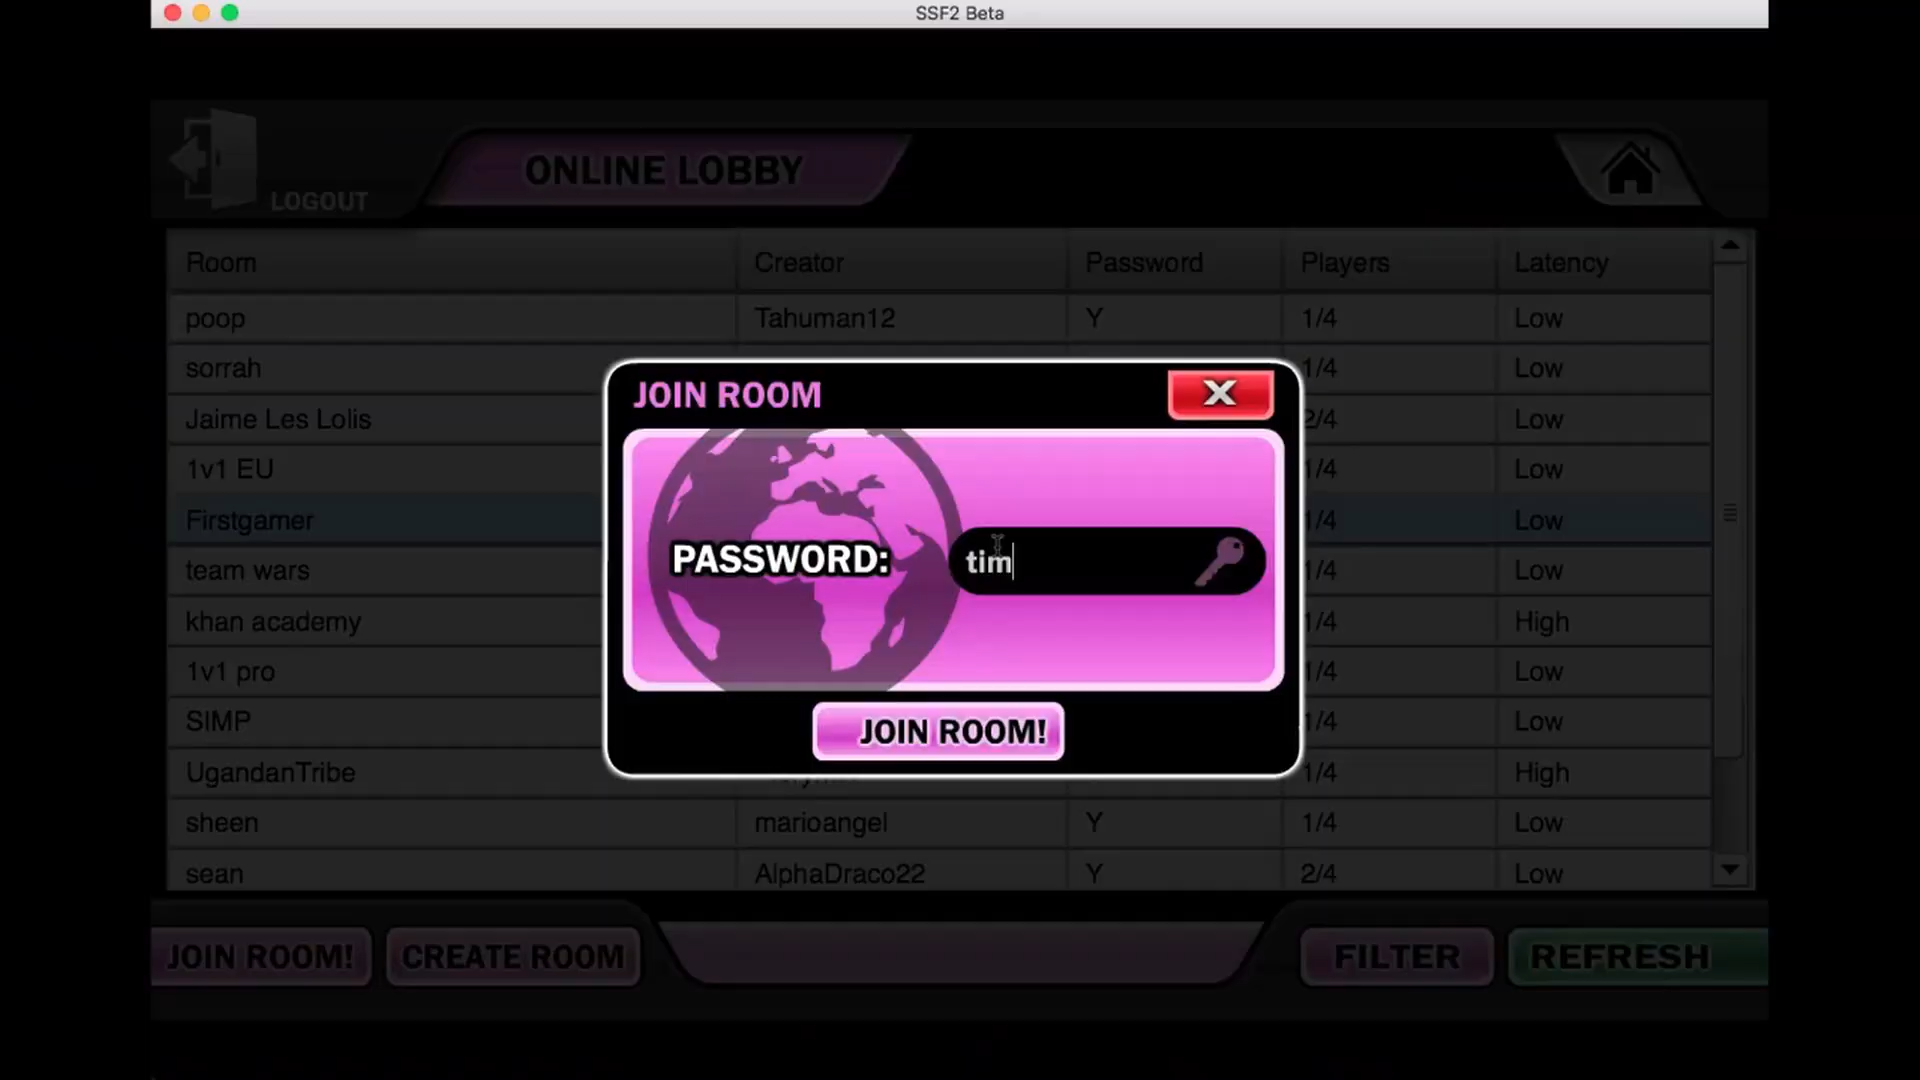 SSF2 Beta
LOGOUT
ONLINE LOBBY
Room Creator Password Players Latency
poop Tahuman12 Y 1/4 Low
sorrah 1/4 Low
Jaime Les Lolis 2/4 Low
1v1 EU 1/4 Low
Firstgamer 1/4 Low
team wars 1/4 Low
khan academy 1/4 High
1v1 pro 1/4 Low
SIMP 1/4 Low
UgandanTribe 1/4 High
sheen marioangel Y 1/4 Low
sean AlphaDraco22 Y 2/4 Low
JOIN ROOM
X
PASSWORD: tim
JOIN ROOM!
JOIN ROOM! CREATE ROOM FILTER REFRESH